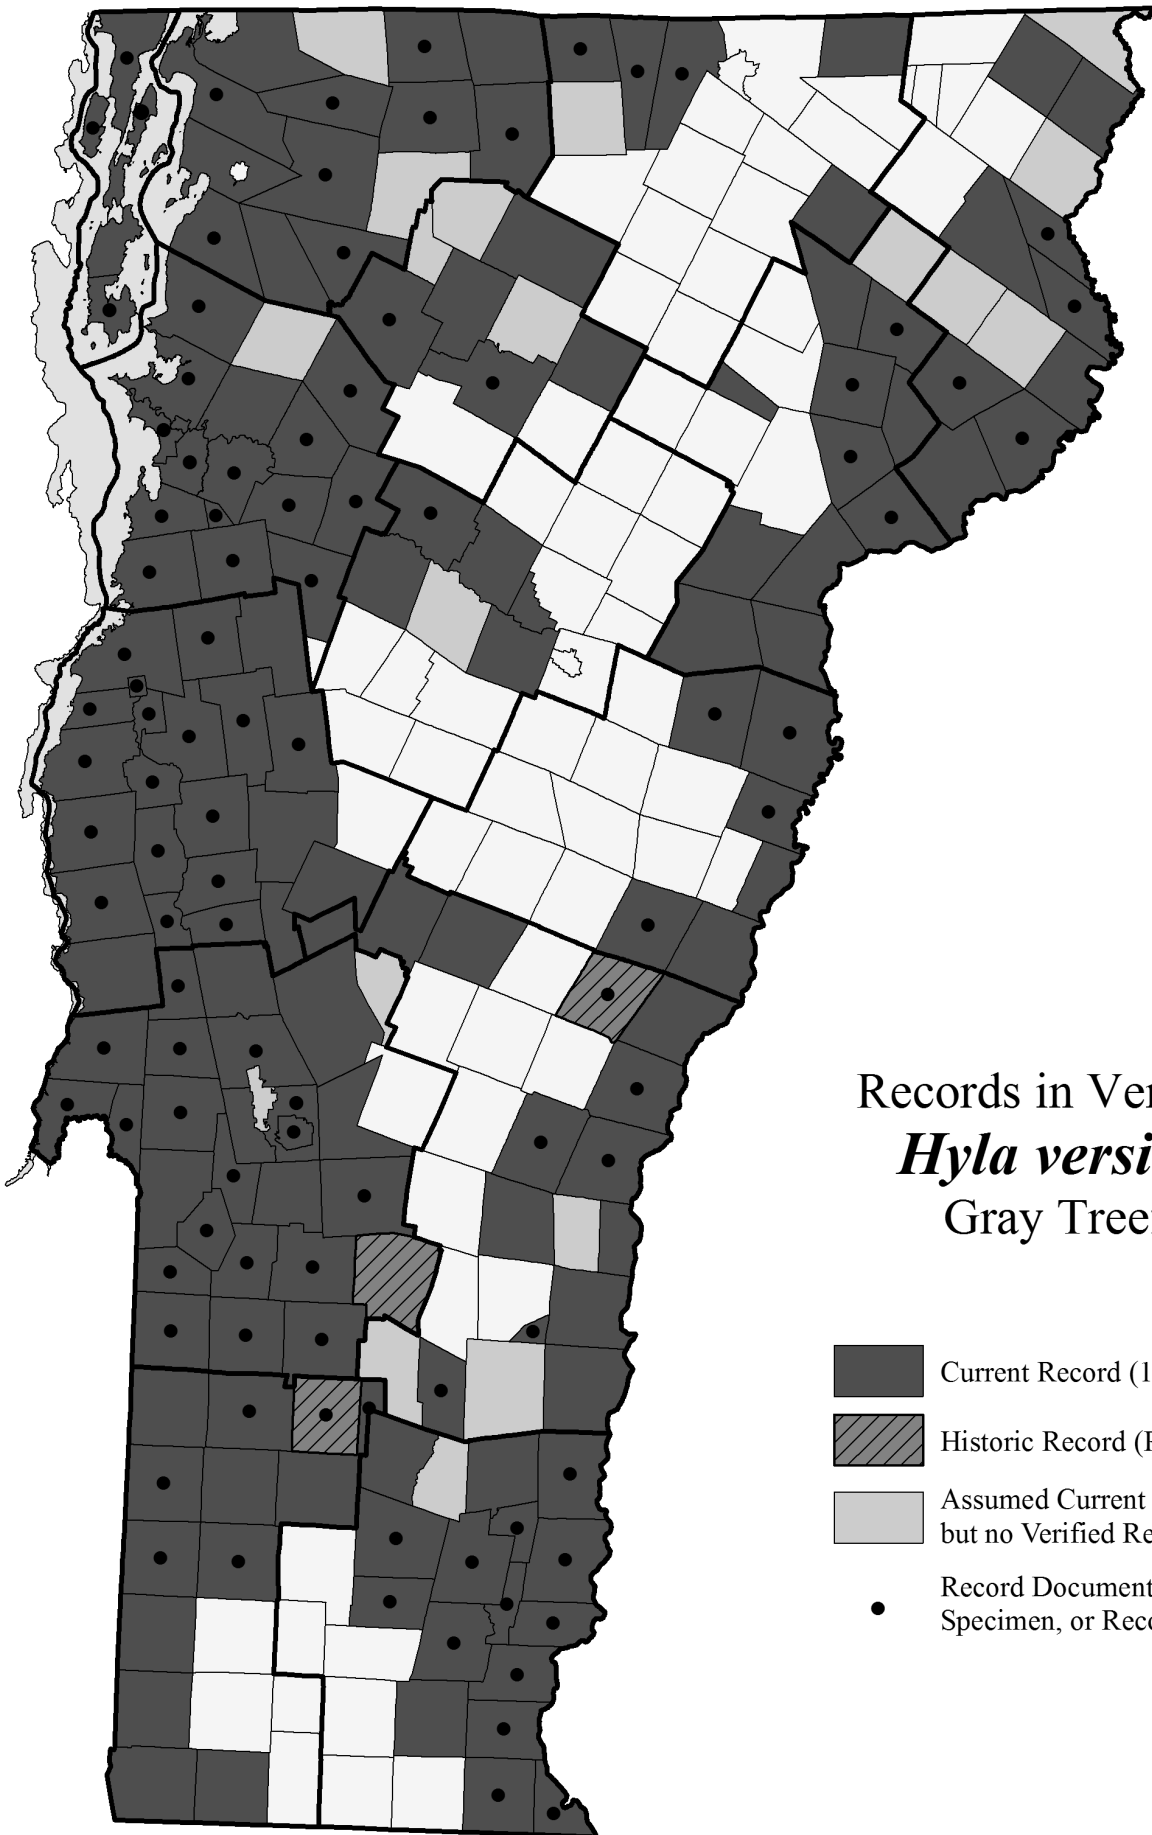 Records in Ver
Hyla versi
Gray Tree
Current Record (1
Historic Record (
Assumed Current
but no Verified Re
Record Document
Specimen, or Reco